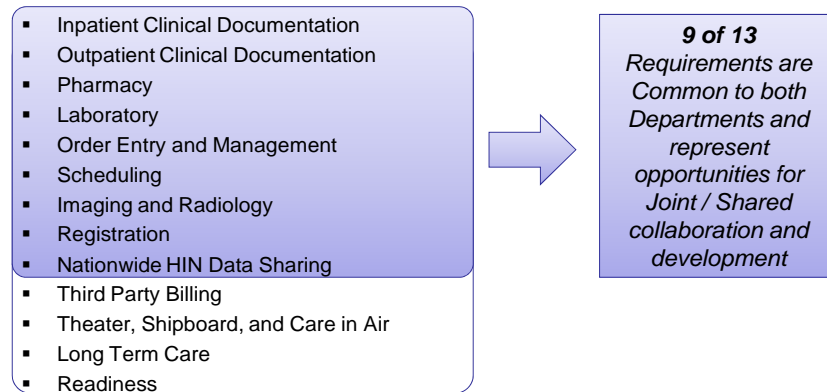 ▪ Inpatient Clinical Documentation
▪ Outpatient Clinical Documentation
▪ Pharmacy
▪ Laboratory
▪ Order Entry and Management
▪ Scheduling
▪ Imaging and Radiology
▪ Registration
▪ Nationwide HIN Data Sharing
▪ Third Party Billing
▪ Theater, Shipboard, and Care in Air
▪ Long Term Care
▪ Readiness
9 of 13
Requirements are
Common to both
Departments and
represent
opportunities for
Joint / Shared
collaboration and
development